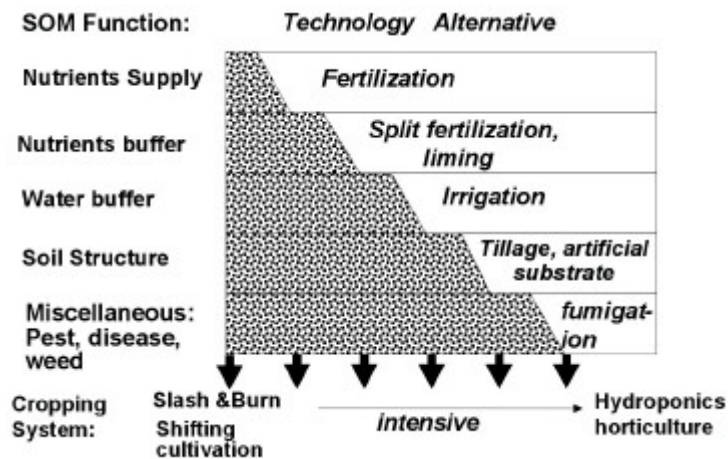 SOM Function: Technology Alternative
Nutrients Supply Fertilization
Nutrients buffer Split fertilization,
liming
Water buffer Irrigation
Soil Structure Tillage, artificial
substrate
Miscellaneous: fumigat-
Pest, disease, ion
weed
Cropping Slash &Burn intensive Hydroponics
System: Shifting horticulture
cultivation